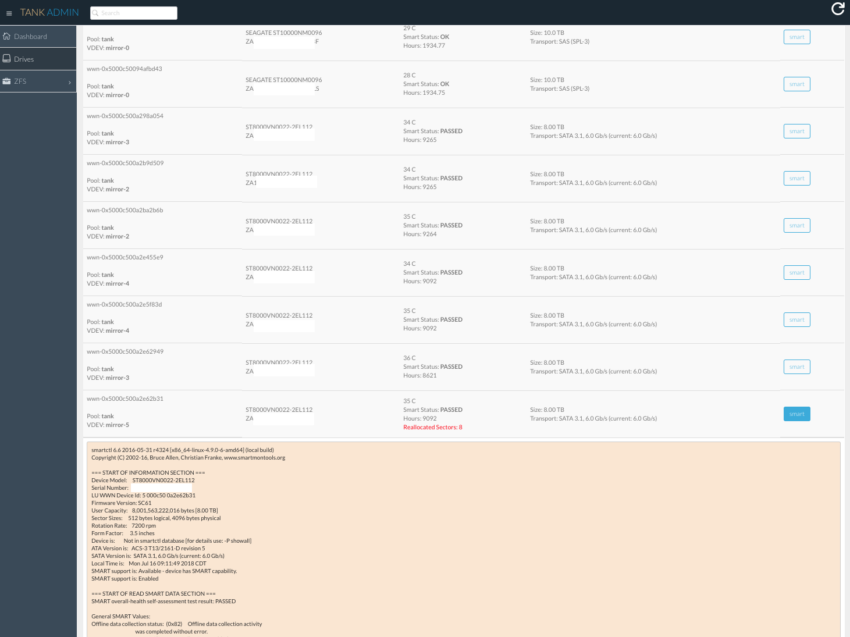 TANK ADMIN
Search
Dashboard
Drives
ZFS
Pool: tank
VDEV: mirror-0
SEAGATE ST10000NM0096
ZA
29 C
Smart Status: OK
Hours: 1934.77
Size: 10.0 TB
Transport: SAS (SPL-3)
smart
wwn-0x5000c50094afbd43
Pool: tank
VDEV: mirror-0
SEAGATE ST10000NM0096
ZA
28 C
Smart Status: OK
Hours: 1934.75
Size: 10.0 TB
Transport: SAS (SPL-3)
smart
wwn-0x5000c500a298a054
Pool: tank
VDEV: mirror-3
ST8000VN0022-2EL112
ZA
34 C
Smart Status: PASSED
Hours: 9265
Size: 8.00 TB
Transport: SATA 3.1, 6.0 Gb/s (current: 6.0 Gb/s)
smart
wwn-0x5000c500a2b9d509
Pool: tank
VDEV: mirror-2
ST8000VN0022-2EL112
ZA1
34 C
Smart Status: PASSED
Hours: 9265
Size: 8.00 TB
Transport: SATA 3.1, 6.0 Gb/s (current: 6.0 Gb/s)
smart
wwn-0x5000c500a2ba2b6b
Pool: tank
VDEV: mirror-2
ST8000VN0022-2EL112
ZA
35 C
Smart Status: PASSED
Hours: 9264
Size: 8.00 TB
Transport: SATA 3.1, 6.0 Gb/s (current: 6.0 Gb/s)
smart
wwn-0x5000c500a2e455e9
Pool: tank
VDEV: mirror-4
ST8000VN0022-2EL112
ZA
34 C
Smart Status: PASSED
Hours: 9092
Size: 8.00 TB
Transport: SATA 3.1, 6.0 Gb/s (current: 6.0 Gb/s)
smart
wwn-0x5000c500a2e5f83d
Pool: tank
VDEV: mirror-4
ST8000VN0022-2EL112
ZA
35 C
Smart Status: PASSED
Hours: 9092
Size: 8.00 TB
Transport: SATA 3.1, 6.0 Gb/s (current: 6.0 Gb/s)
smart
wwn-0x5000c500a2e62949
Pool: tank
VDEV: mirror-3
ST8000VN0022-2EL112
ZA
36 C
Smart Status: PASSED
Hours: 8621
Size: 8.00 TB
Transport: SATA 3.1, 6.0 Gb/s (current: 6.0 Gb/s)
smart
wwn-0x5000c500a2e62b31
Pool: tank
VDEV: mirror-5
ST8000VN0022-2EL112
ZA
35 C
Smart Status: PASSED
Hours: 9092
Reallocated Sectors: 8
Size: 8.00 TB
Transport: SATA 3.1, 6.0 Gb/s (current: 6.0 Gb/s)
smart
smartctl 6.6 2016-05-31 r4324 [x86_64-linux-4.9.0-6-amd64] (local build)
Copyright (C) 2002-16, Bruce Allen, Christian Franke, www.smartmontools.org
=== START OF INFORMATION SECTION ===
Device Model: ST8000VN0022-2EL112
Serial Number:
LU WWN Device Id: 5 000c50 0a2e62b31
Firmware Version: SC61
User Capacity: 8,001,563,222,016 bytes [8.00 TB]
Sector Sizes: 512 bytes logical, 4096 bytes physical
Rotation Rate: 7200 rpm
Form Factor: 3.5 inches
Device is: Not in smartctl database [for details use: -P showall]
ATA Version is: ACS-3 T13/2161-D revision 5
SATA Version is: SATA 3.1, 6.0 Gb/s (current: 6.0 Gb/s)
Local Time is: Mon Jul 16 09:11:49 2018 CDT
SMART support is: Available - device has SMART capability.
SMART support is: Enabled
=== START OF READ SMART DATA SECTION ===
SMART overall-health self-assessment test result: PASSED
General SMART Values:
Offline data collection status: (0x82) Offline data collection activity
was completed without error.